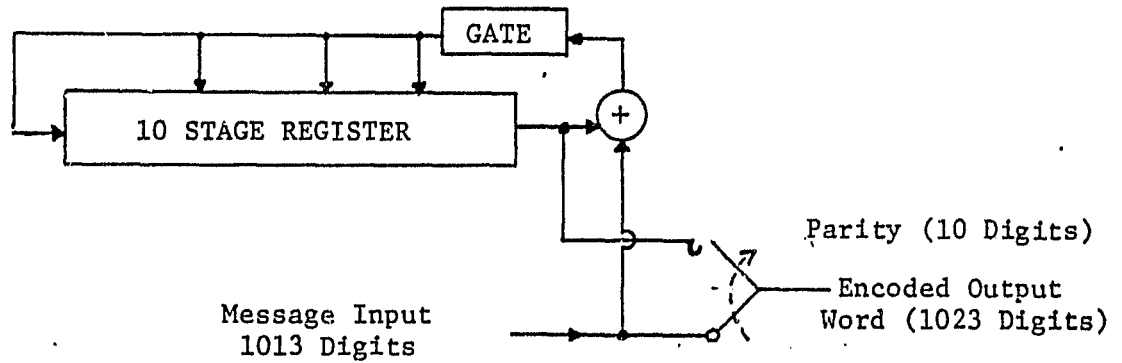 GATE
10 STAGE REGISTER
+
Parity (10 Digits)
Encoded Output
Word (1023 Digits)
Message Input
1013 Digits